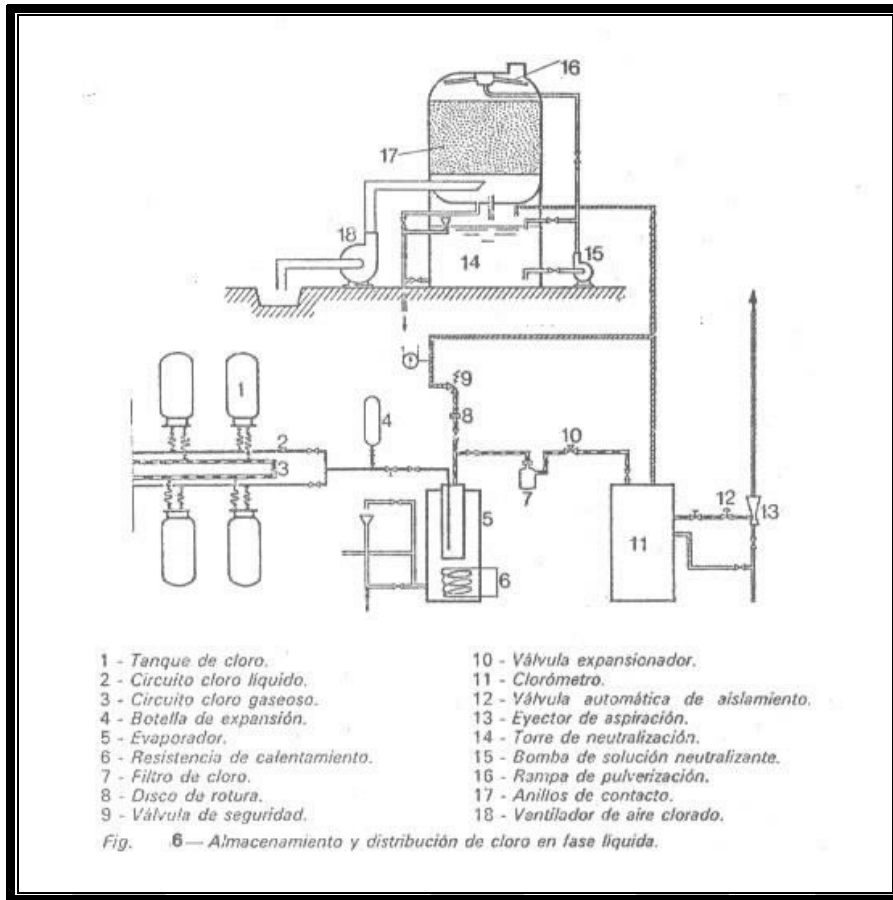 16
17
18
14
15
1
2
3
4
9
8
10
7
5
6
11
12
13
1 - Tanque de cloro.
2 - Circuito cloro líquido.
3 - Circuito cloro gaseoso.
4 - Botella de expansión.
5 - Evaporador.
6 - Resistencia de calentamiento.
7 - Filtro de cloro.
8 - Disco de rotura.
9 - Válvula de seguridad.
10 - Válvula expansionador.
11 - Clorómetro.
12 - Válvula automática de aislamiento.
13 - Eyector de aspiración.
14 - Torre de neutralización.
15 - Bomba de solución neutralizante.
16 - Rampa de pulverización.
17 - Anillos de contacto.
18 - Ventilador de aire clorado.
Fig. 6 — Almacenamiento y distribución de cloro en fase líquida.